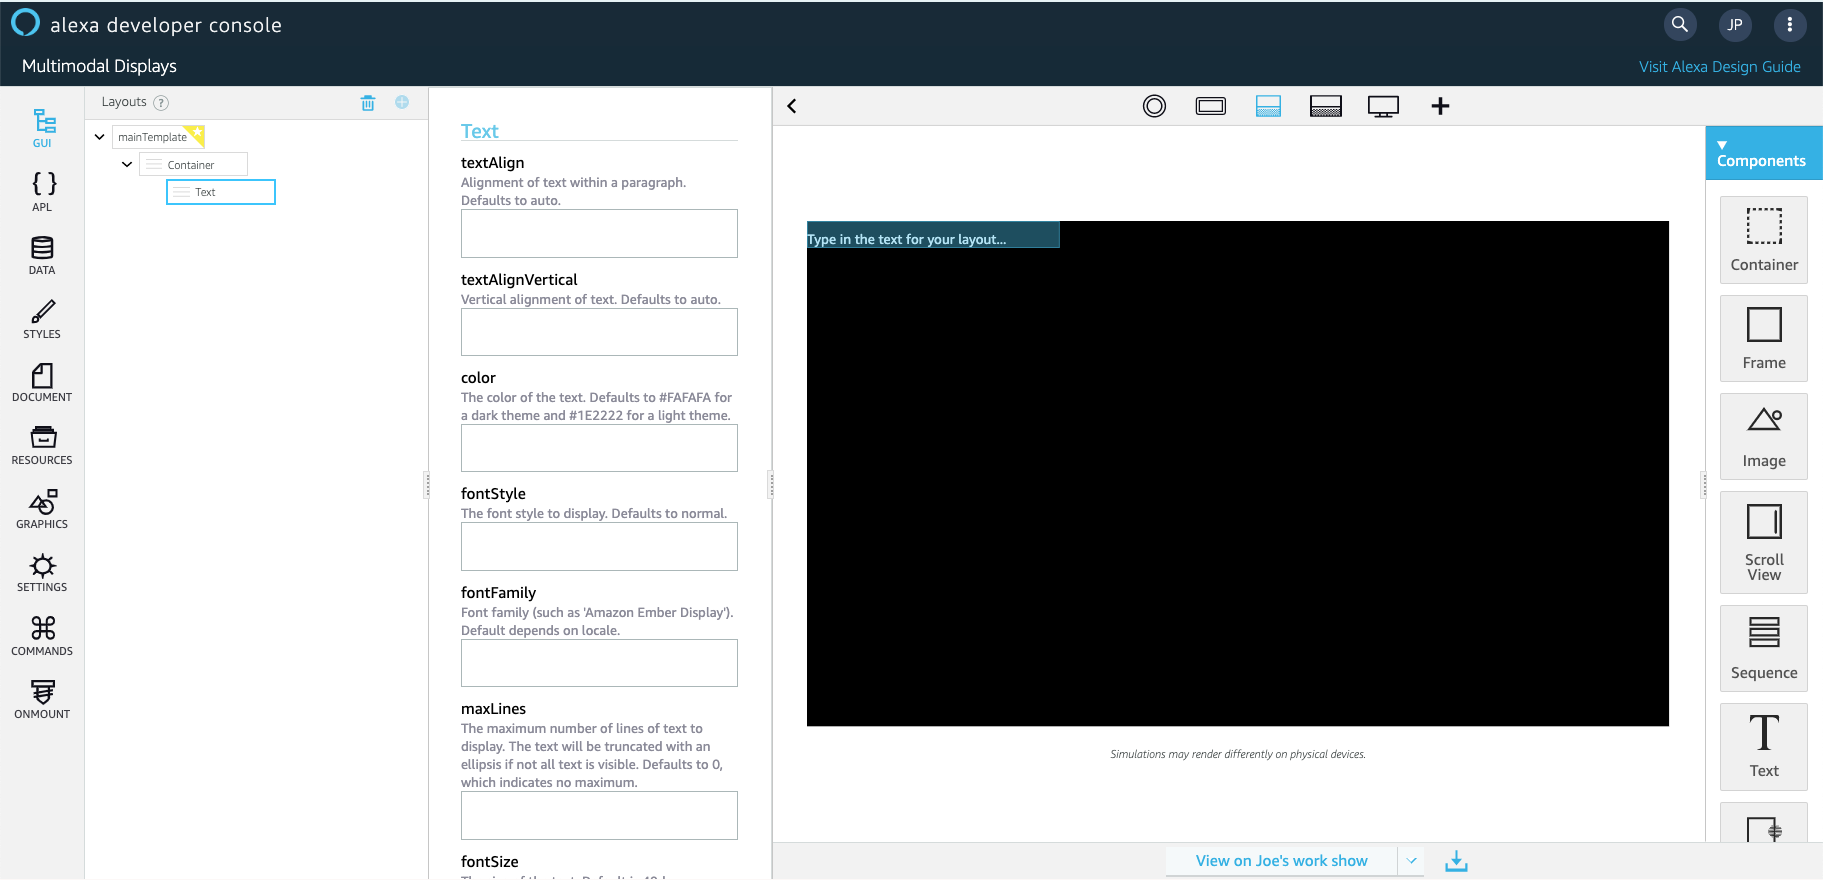 alexa developer console
JP
Multimodal Displays
Visit Alexa Design Guide
GUI
APL
DATA
STYLES
DOCUMENT
RESOURCES
GRAPHICS
SETTINGS
COMMANDS
ONMOUNT
Layouts ?
mainTemplate
Container
Text
Text
textAlign
Alignment of text within a paragraph.
Defaults to auto.
textAlignVertical
Vertical alignment of text. Defaults to auto.
color
The color of the text. Defaults to #FAFAFA for
a dark theme and #1E2222 for a light theme.
fontStyle
The font style to display. Defaults to normal.
fontFamily
Font family (such as 'Amazon Ember Display').
Default depends on locale.
maxLines
The maximum number of lines of text to
display. The text will be truncated with an
ellipsis if not all text is visible. Defaults to 0,
which indicates no maximum.
fontSize
Type in the text for your layout...
Simulations may render differently on physical devices.
View on Joe's work show
Components
Container
Frame
Image
Scroll
View
Sequence
Text